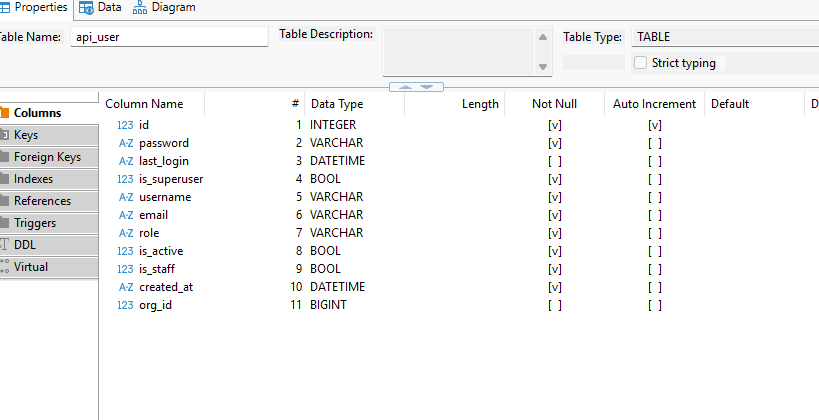 Properties Data Diagram
Table Name: api_user Table Description: Table Type: TABLE
Strict typing
Columns
Keys
Foreign Keys
Indexes
References
Triggers
DDL
Virtual
Column Name # Data Type Length Not Null Auto Increment Default D
123 id 1 INTEGER [v] [v]
A-Z password 2 VARCHAR [v] [ ]
A-Z last_login 3 DATETIME [ ] [ ]
123 is_superuser 4 BOOL [v] [ ]
A-Z username 5 VARCHAR [v] [ ]
A-Z email 6 VARCHAR [v] [ ]
A-Z role 7 VARCHAR [v] [ ]
123 is_active 8 BOOL [v] [ ]
123 is_staff 9 BOOL [v] [ ]
A-Z created_at 10 DATETIME [v] [ ]
123 org_id 11 BIGINT [ ] [ ]